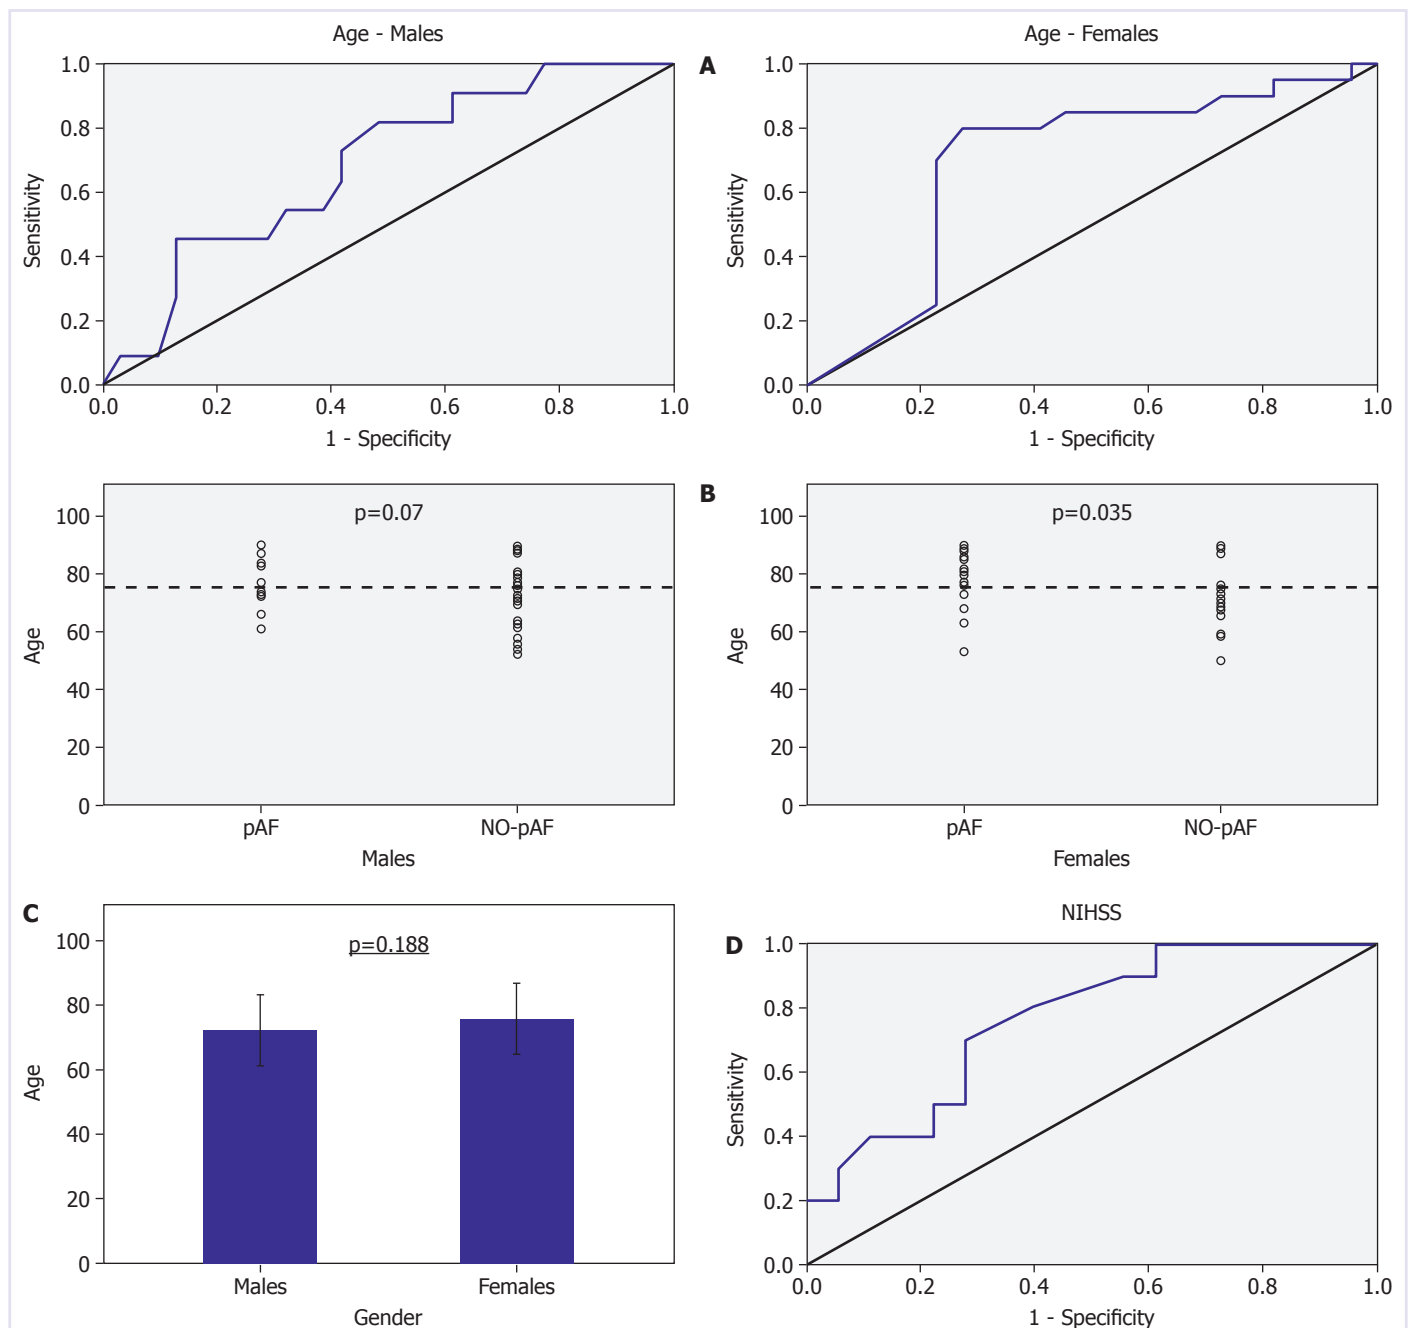 Age - Males
A
Age - Females
Sensitivity
1.0
0.8
0.6
0.4
0.2
0.0
0.0 0.2 0.4 0.6 0.8 1.0
1 - Specificity
Sensitivity
1.0
0.8
0.6
0.4
0.2
0.0
0.0 0.2 0.4 0.6 0.8 1.0
1 - Specificity
B
p=0.07
Age
100
80
60
40
20
0
pAF NO-pAF
Males
p=0.035
Age
100
80
60
40
20
0
pAF NO-pAF
Females
C
p=0.188
Age
100
80
60
40
20
0
Males Females
Gender
NIHSS
D
Sensitivity
1.0
0.8
0.6
0.4
0.2
0.0
0.0 0.2 0.4 0.6 0.8 1.0
1 - Specificity